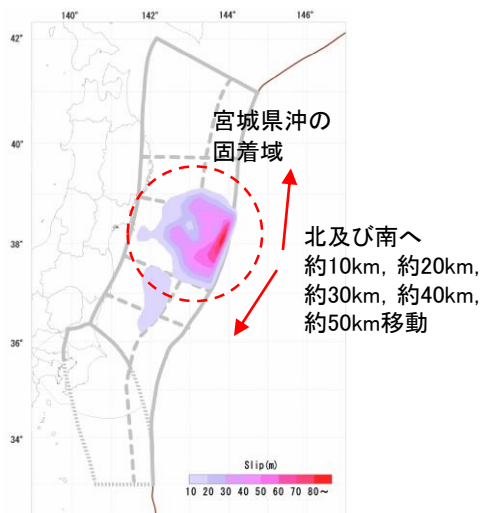 140° 142° 144° 146°
42°
宮城県沖の
固着域
40°
北及び南へ
約10km，約20km，
約30km，約40km，
約50km移動
38°
36°
34°
Slip(m)
10 20 30 40 50 60 70 80～